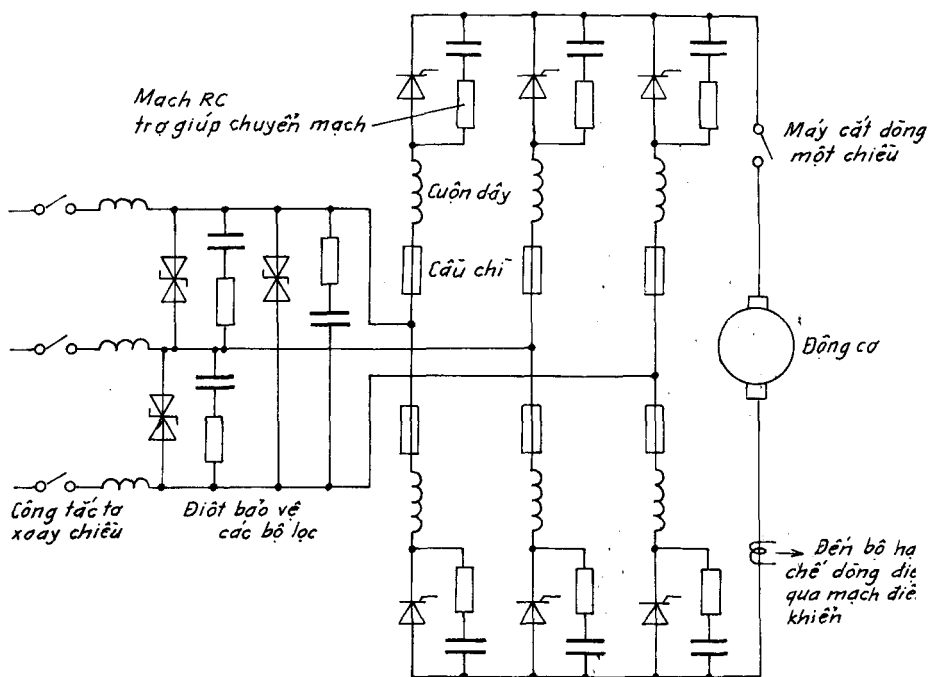 Mạch RC
trợ giúp chuyển mạch
Máy cắt dòng
một chiều
Cuộn dây
Cầu chì
Động cơ
Công tắc tơ
xoay chiều
Điôt bảo vệ
các bộ lọc
Đến bộ hạ
chế dòng điệ
qua mạch điề
khiển